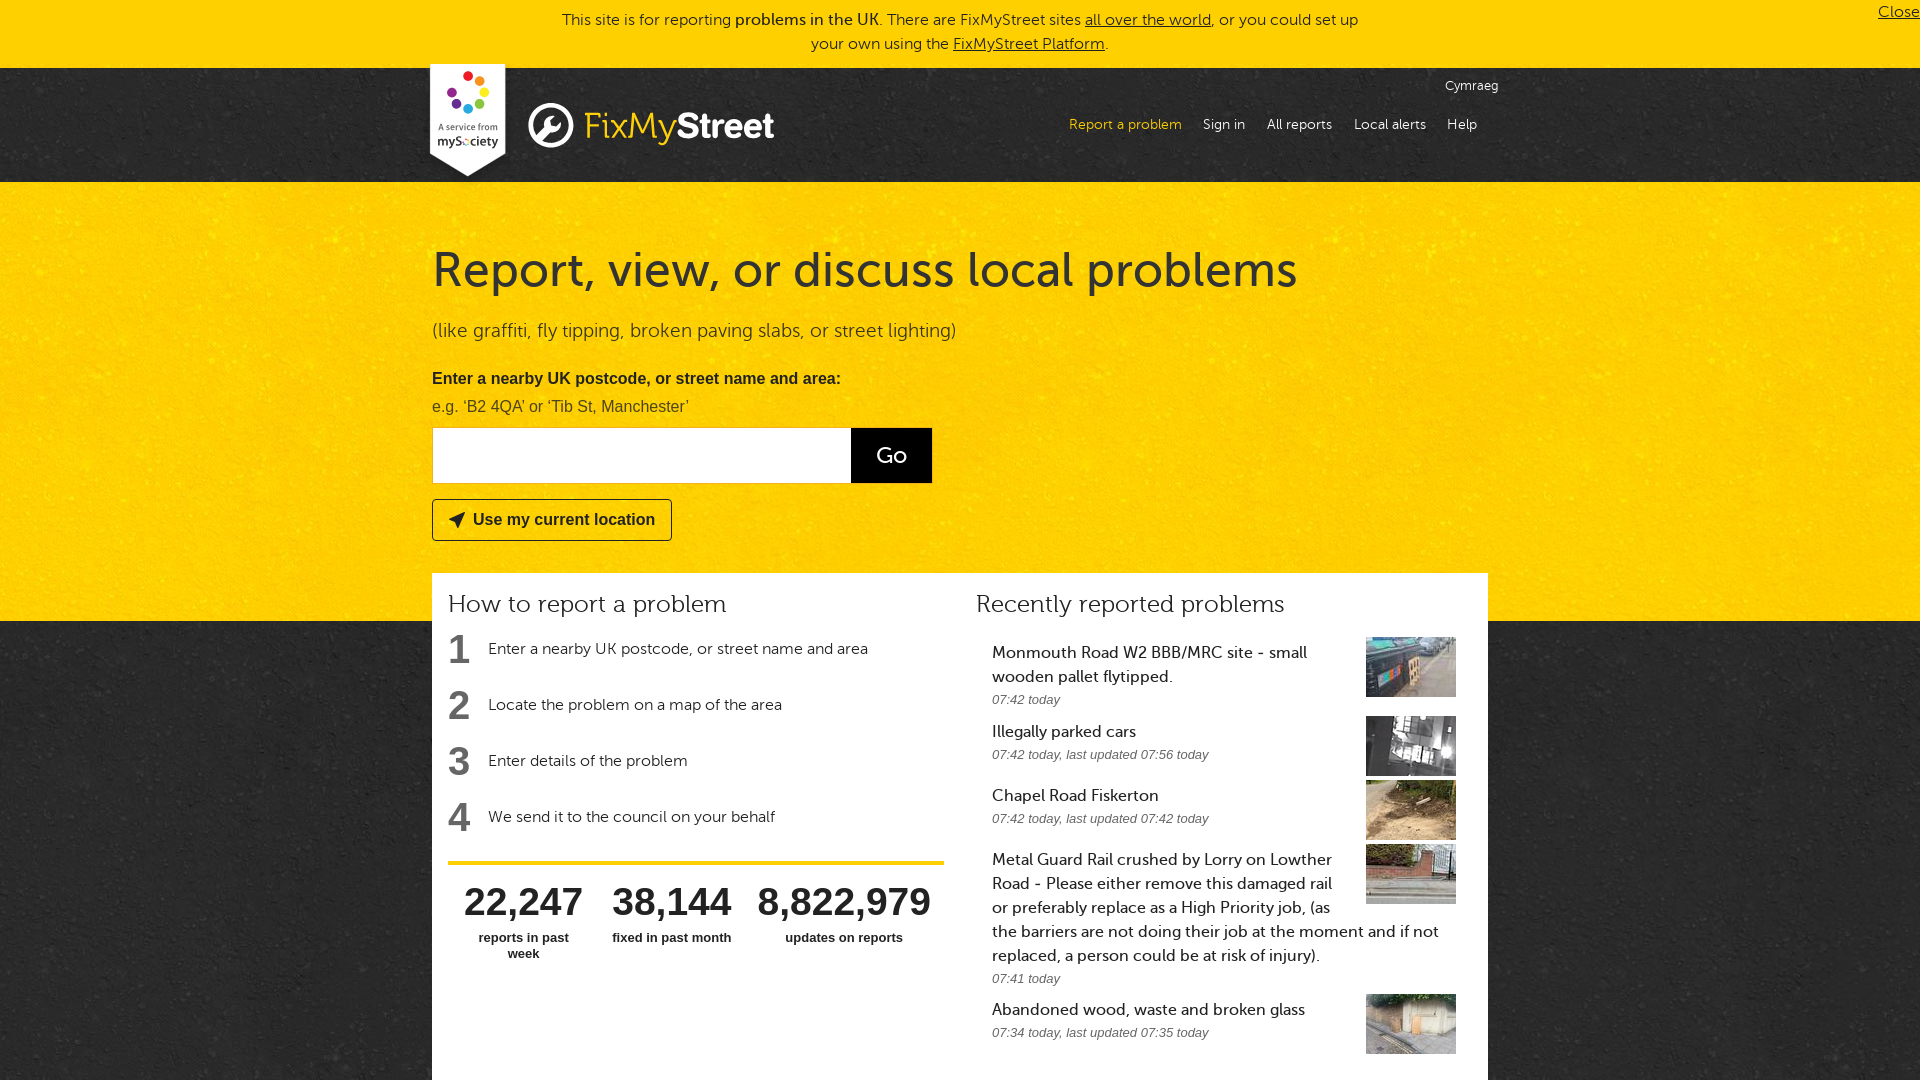 This site is for reporting problems in the UK. There are FixMyStreet sites all over the world, or you could set up
your own using the FixMyStreet Platform.
Close
Cymraeg
A service from
mySociety
FixMyStreet
Report a problem
Sign in
All reports
Local alerts
Help
Report, view, or discuss local problems
(like graffiti, fly tipping, broken paving slabs, or street lighting)
Enter a nearby UK postcode, or street name and area:
e.g. ‘B2 4QA’ or ‘Tib St, Manchester’
Go
Use my current location
How to report a problem
1 Enter a nearby UK postcode, or street name and area
2 Locate the problem on a map of the area
3 Enter details of the problem
4 We send it to the council on your behalf
22,247
reports in past
week
38,144
fixed in past month
8,822,979
updates on reports
Recently reported problems
Monmouth Road W2 BBB/MRC site - small
wooden pallet flytipped.
07:42 today
Illegally parked cars
07:42 today, last updated 07:56 today
Chapel Road Fiskerton
07:42 today, last updated 07:42 today
Metal Guard Rail crushed by Lorry on Lowther
Road - Please either remove this damaged rail
or preferably replace as a High Priority job, (as
the barriers are not doing their job at the moment and if not
replaced, a person could be at risk of injury).
07:41 today
Abandoned wood, waste and broken glass
07:34 today, last updated 07:35 today